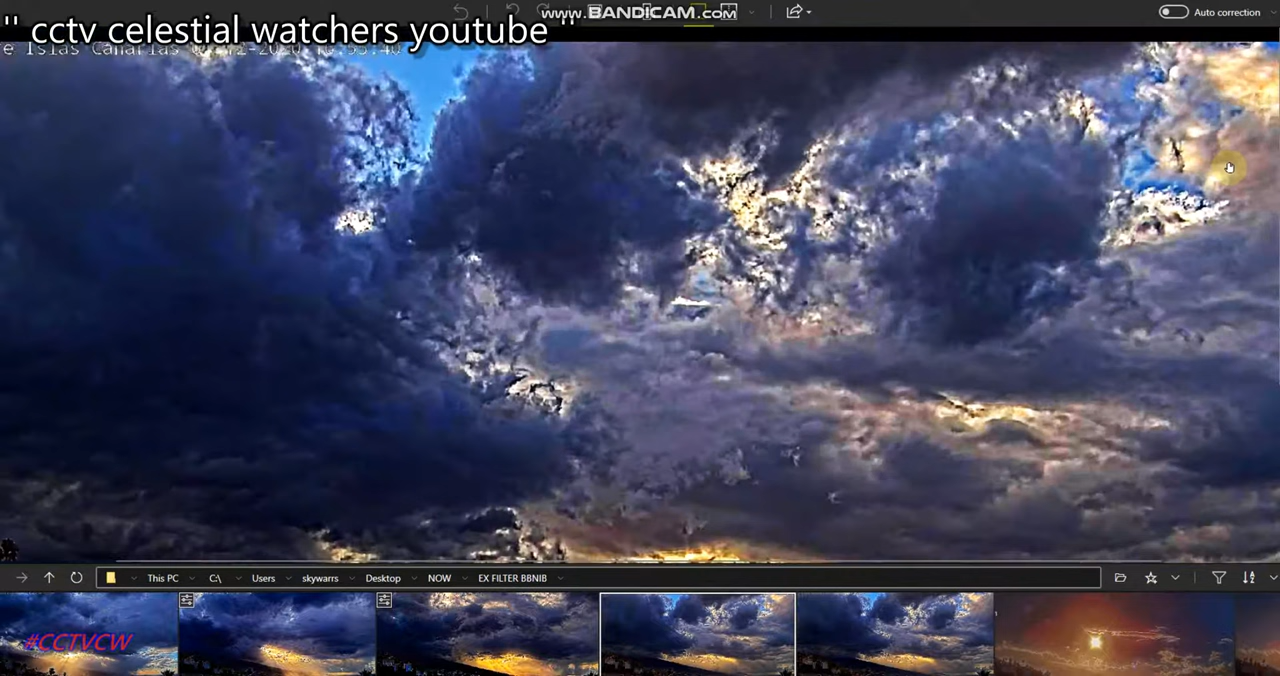 www.BANDICAM.com
Auto correction
" cctv celestial watchers youtube "
e Islas Canarias
This PC
C:\
Users
skywarrs
Desktop
NOW
EX FILTER BBNIB
#CCTVCW